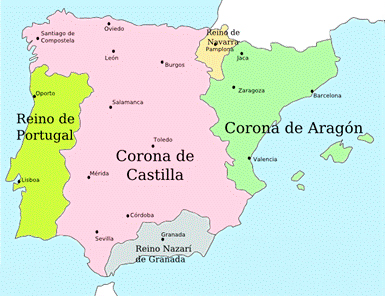 Oviedo
Santiago de
Compostela
Reino de
Navarra
Pamplona
León
Burgos
Jaca
Oporto
Zaragoza
Barcelona
Salamanca
Reino de
Portugal
Corona de Aragón
Toledo
Corona de
Castilla
Valencia
Mérida
Lisboa
Córdoba
Sevilla
Granada
Reino Nazarí
de Granada